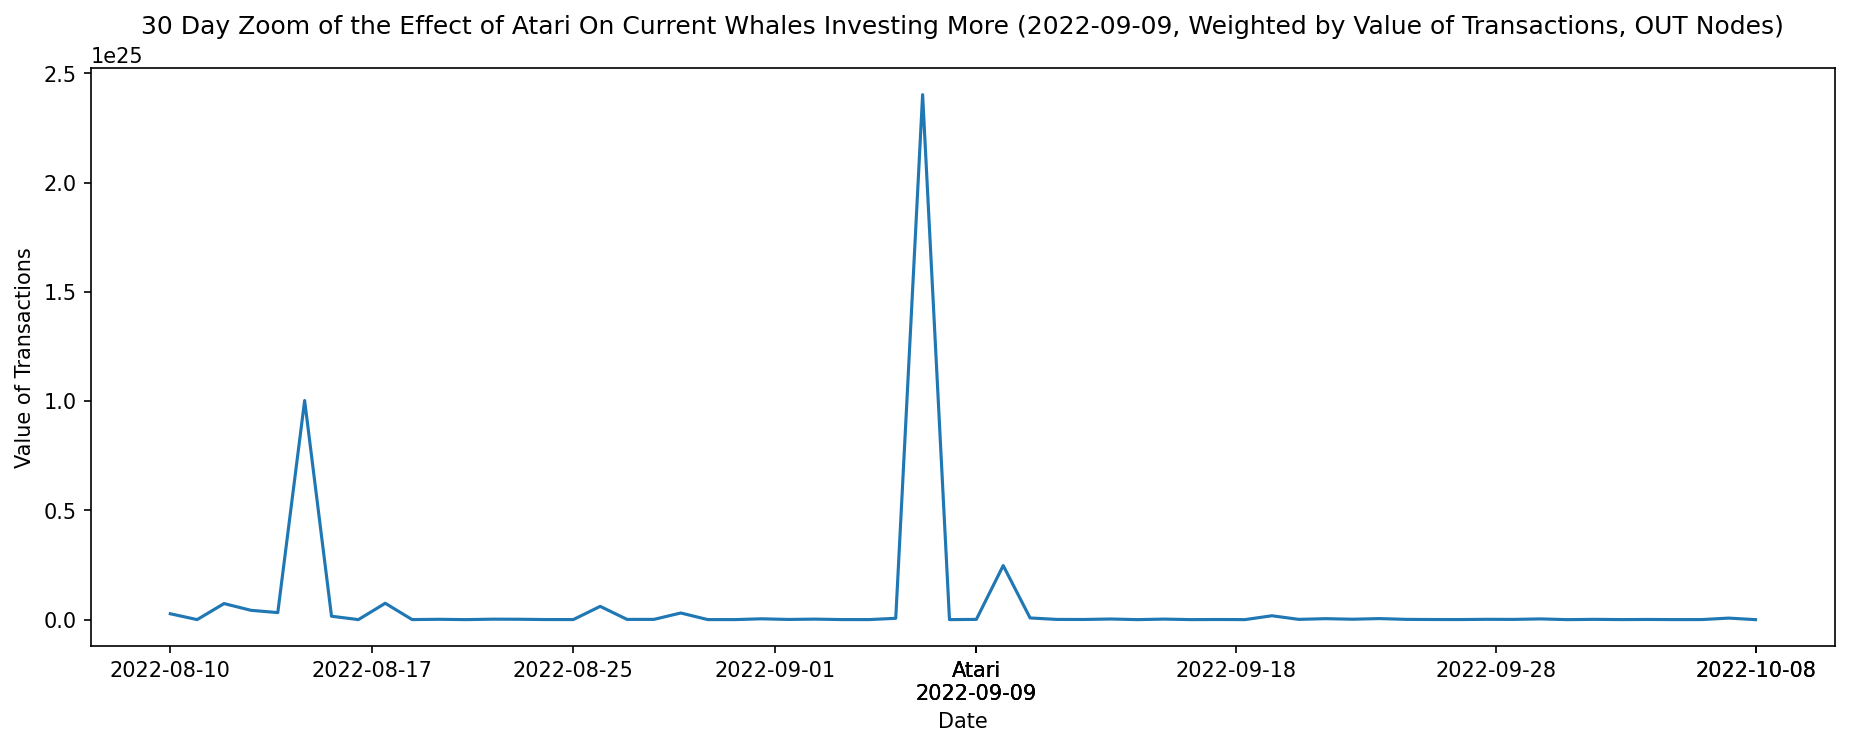 30 Day Zoom of the Effect of Atari On Current Whales Investing More (2022-09-09, Weighted by Value of Transactions, OUT Nodes)
1e25
2.5
2.0
1.5
1.0
0.5
0.0
Value of Transactions
2022-08-10 2022-08-17 2022-08-25 2022-09-01 Atari 2022-09-18 2022-09-28 2022-10-08
2022-09-09
Date